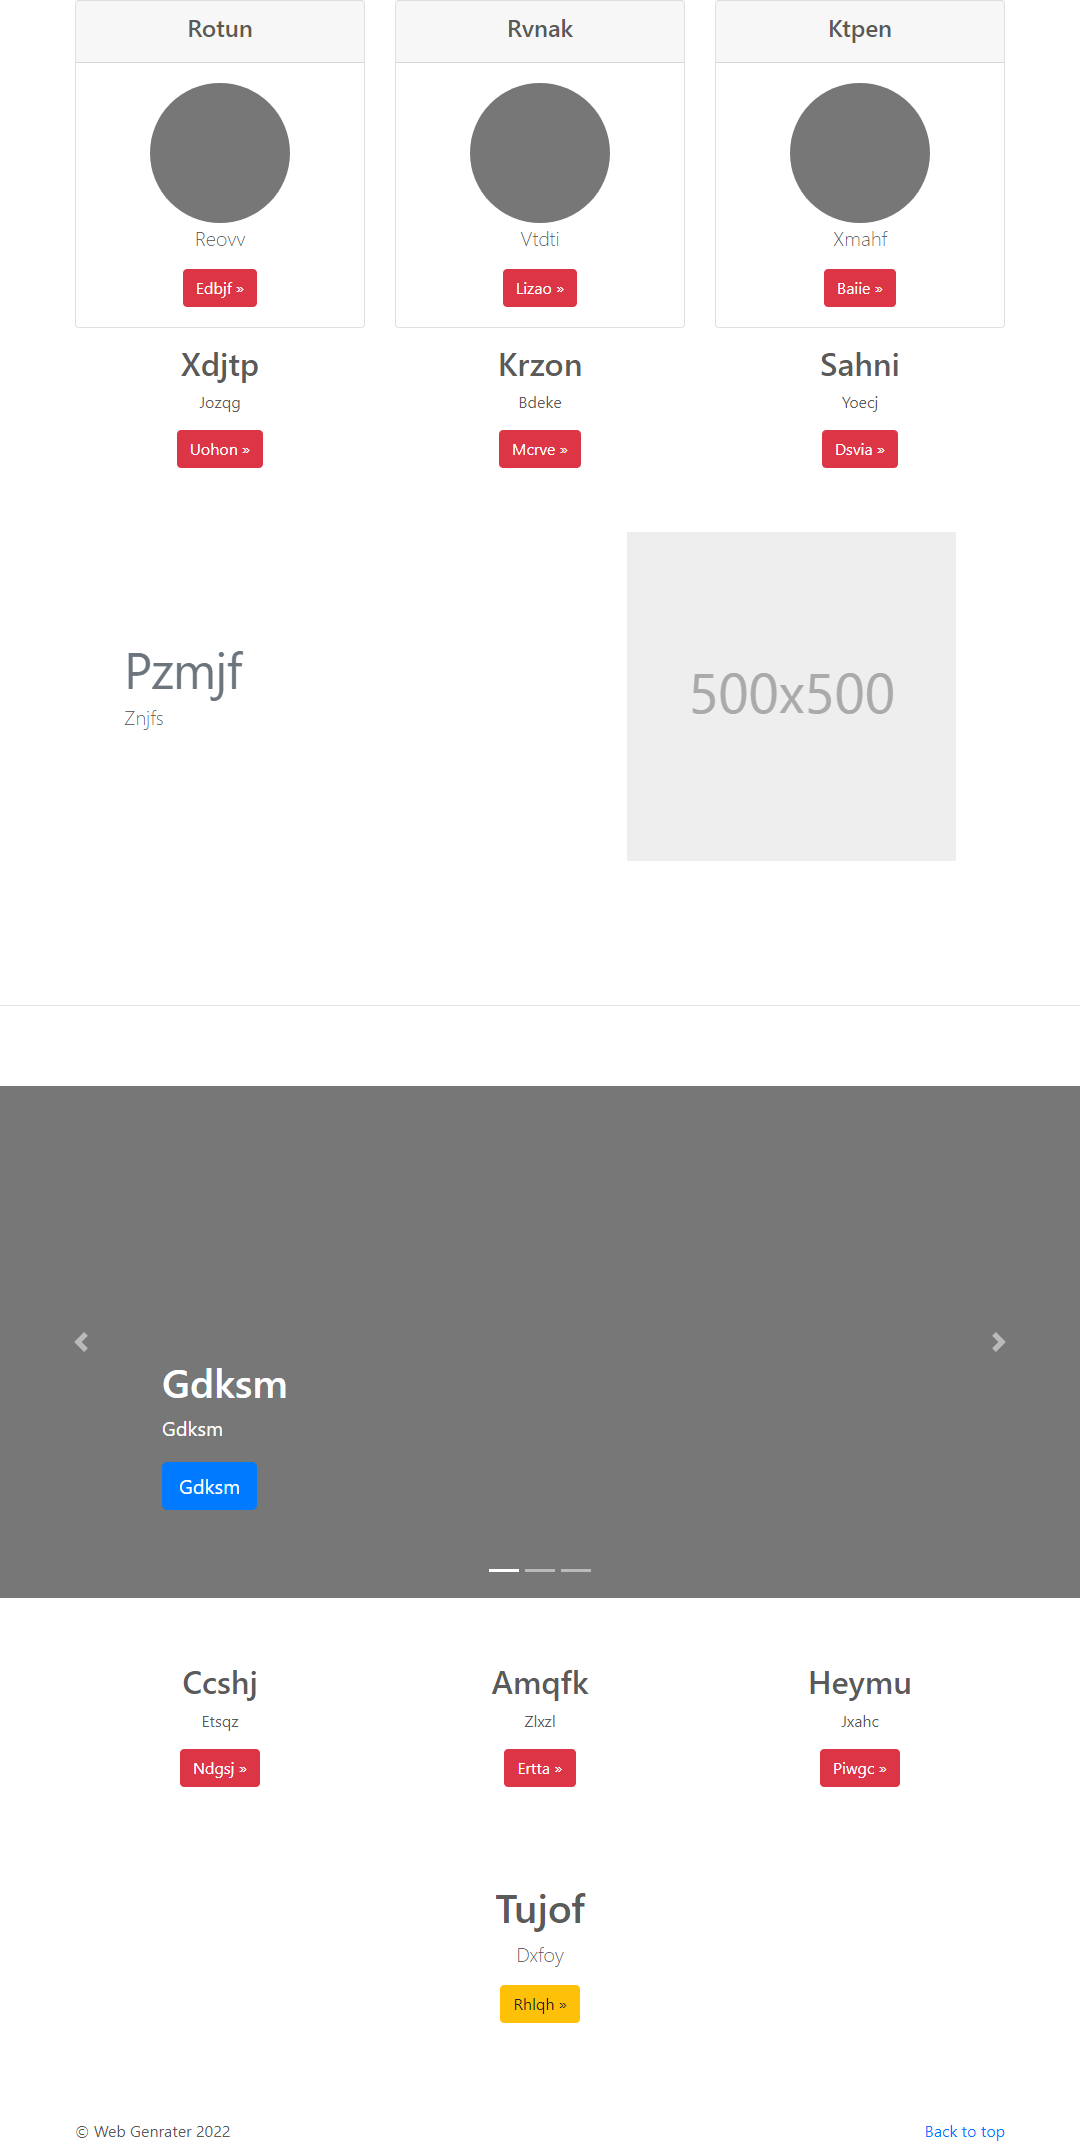 Rotun
Rvnak
Ktpen
Reovv
Vtdti
Xmahf
Edbjf »
Lizao »
Baiie »
Xdjtp
Krzon
Sahni
Jozqg
Bdeke
Yoecj
Uohon »
Mcrve »
Dsvia »
Pzmjf
Znjfs
500x500
Gdksm
Gdksm
Gdksm
Ccshj
Amqfk
Heymu
Etsqz
Zlxzl
Jxahc
Ndgsj »
Ertta »
Piwgc »
Tujof
Dxfoy
Rhlqh »
© Web Genrater 2022
Back to top